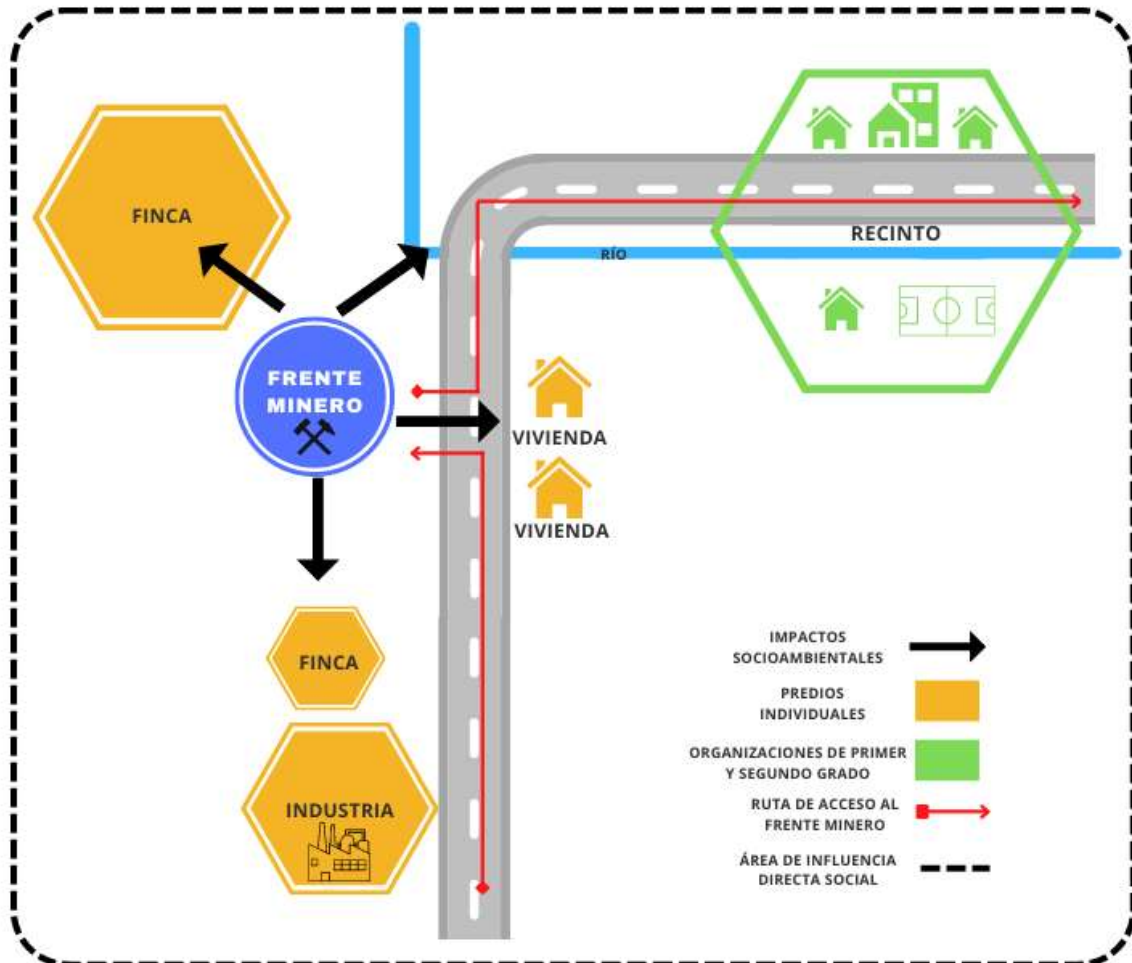 FINCA
RECINTO
RÍO
FRENTE
MINERO
VIVIENDA
VIVIENDA
FINCA
INDUSTRIA
IMPACTOS
SOCIOAMBIENTALES
PREDIOS
INDIVIDUALES
ORGANIZACIONES DE PRIMER
Y SEGUNDO GRADO
RUTA DE ACCESO AL
FRENTE MINERO
ÁREA DE INFLUENCIA
DIRECTA SOCIAL